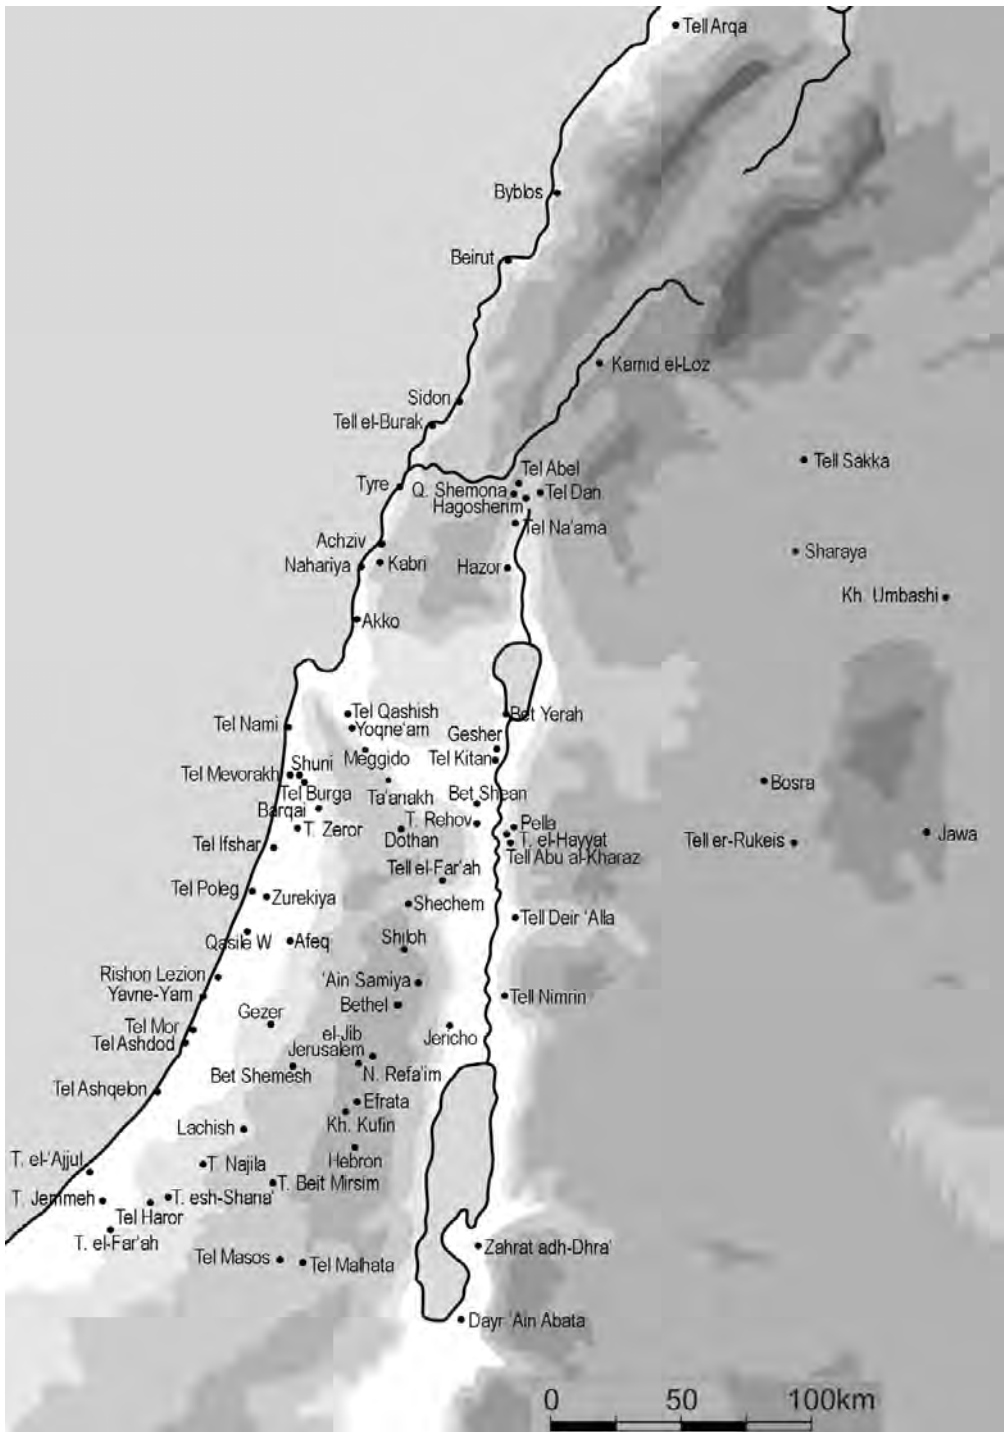 Tell Arqa
Byblos
Beirut
Kamid el-Loz
Sidon
Tell el-Burak
Tell Sakka
Tel Abel
Tyre
Q. Shemona
Tel Dan
Hagosherim
Tel Na'ama
Achziv
Sharaya
Nahariya
Kabri
Hazor
Kh. Umbashi
Akko
Tel Qashish
Bet Yerah
Tel Nami
Yoqne'am
Gesher
Meggido
Tel Kitan
Shuni
Tel Mevorakh
Bosra
Tel Burga
Ta'anakh
Bet Shean
Barqai
T. Rehov
Pella
T. Zeror
Dothan
T. el-Hayyat
Jawa
Tel Ifshar
Tell er-Rukeis
Tell Abu al-Kharaz
Tell el-Far'ah
Tel Poleg
Zurekiya
Shechem
Tell Deir 'Alla
Qasile W
Afeq
Shiloh
Rishon Lezion
'Ain Samiya
Yavne-Yam
Bethel
Tell Nimrin
Gezer
Tel Mor
el-Jib
Jericho
Tel Ashdod
Jerusalem
Bet Shemesh
N. Refa'im
Tel Ashqelon
Efrata
Kh. Kufin
Lachish
T. el-'Ajjul
T. Najila
Hebron
T. Beit Mirsim
T. Jemmeh
T. esh-Sharia'
Tel Haror
T. el-Far'ah
Zahrat adh-Dhra'
Tel Masos
Tel Malhata
Dayr 'Ain Abata
0 50 100km